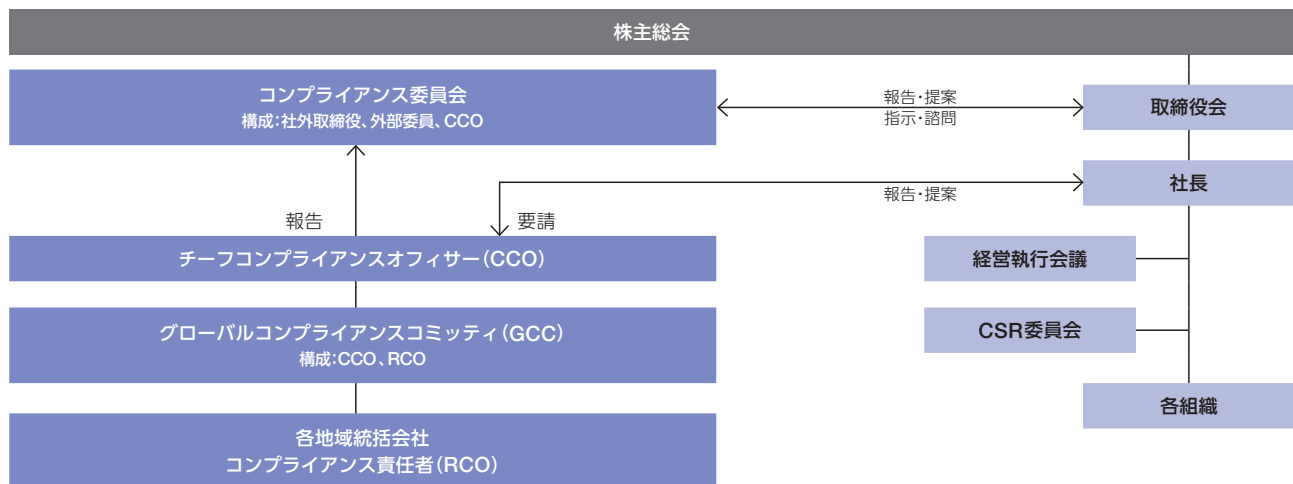 株主総会
コンプライアンス委員会
構成:社外取締役、外部委員、CCO
報告・提案
指示・諮問
取締役会
社長
報告・提案
報告
要請
チーフコンプライアンスオフィサー(CCO)
経営執行会議
グローバルコンプライアンスコミッティ(GCC)
構成:CCO、RCO
CSR委員会
各組織
各地域統括会社
コンプライアンス責任者(RCO)